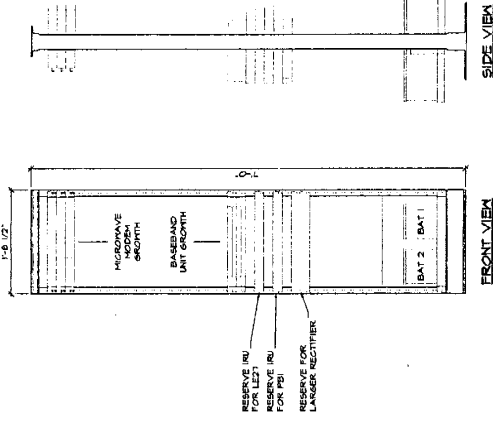 1'-8 1/2"
7'-0"
MICROWAVE
MODEM
GROWTH
BASEBAND
UNIT GROWTH
RESERVE 1RU
FOR LE27
RESERVE 1RU
FOR PB1
RESERVE FOR
LARGER RECTIFIER
BAT 2
BAT 1
FRONT VIEW
SIDE VIEW